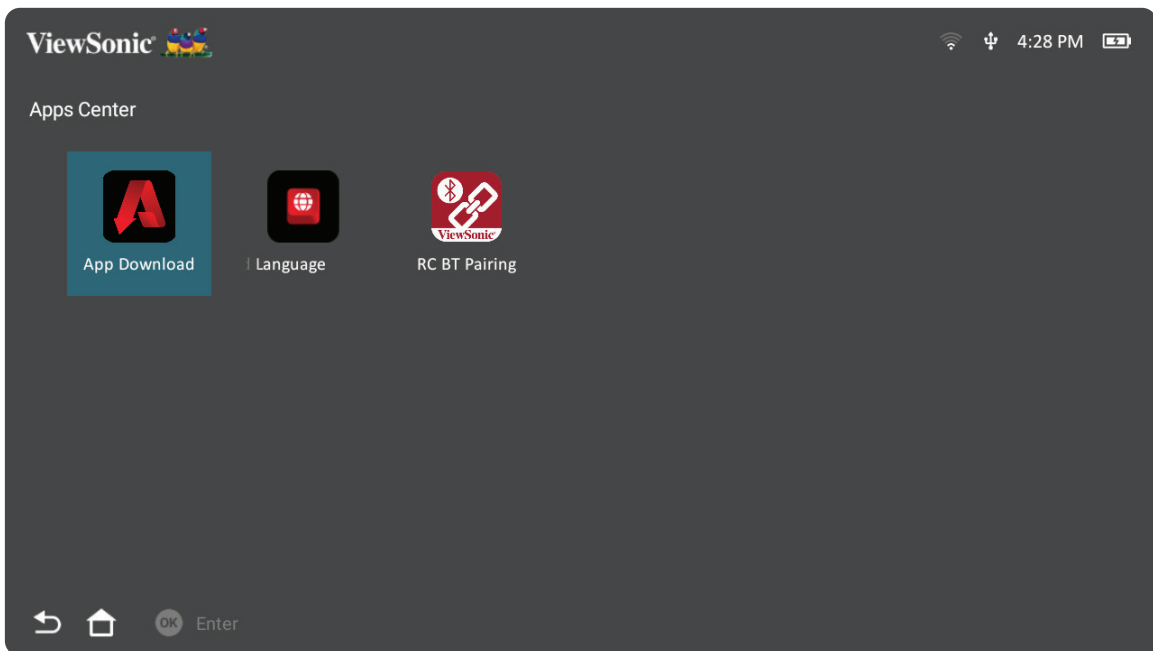 ViewSonic
4:28 PM
Apps Center
ViewSonic
App Download
Language
RC BT Pairing
OK Enter